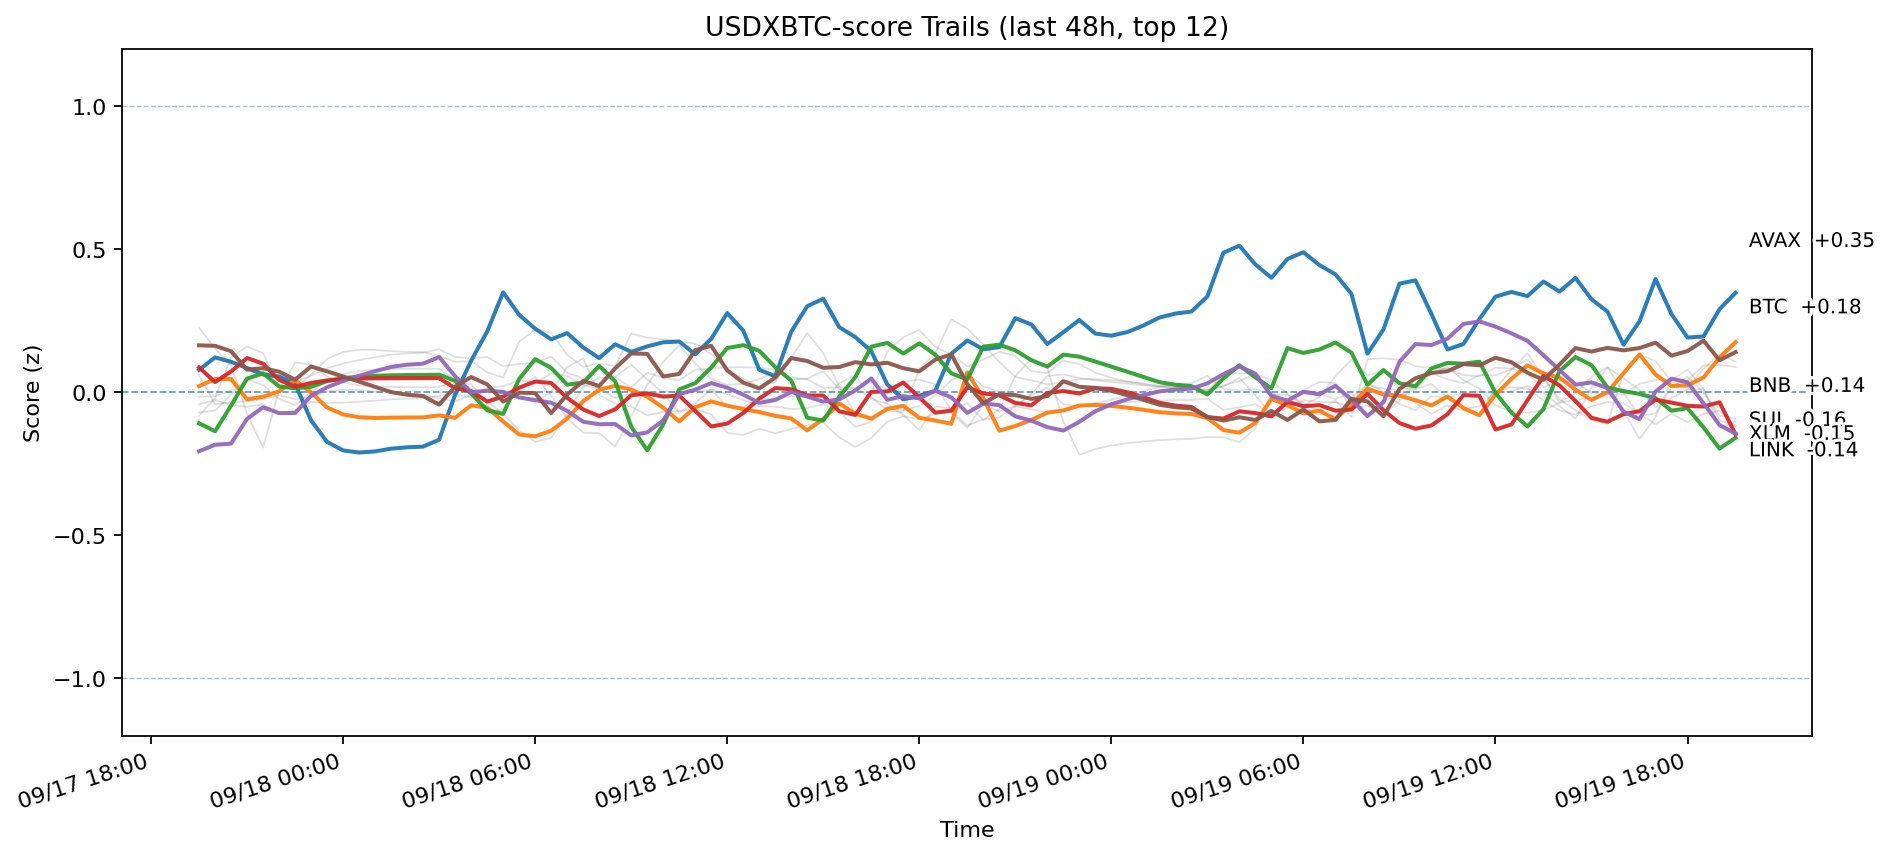 USDXBTC-score Trails (last 48h, top 12)
Score (z)
1.0
0.5
0.0
−0.5
−1.0
AVAX +0.35
BTC +0.18
BNB +0.14
-0.16
XLM -0.15
LINK -0.14
09/17 18:00
09/18 00:00
09/18 06:00
09/18 12:00
09/18 18:00
09/19 00:00
09/19 06:00
09/19 12:00
09/19 18:00
Time